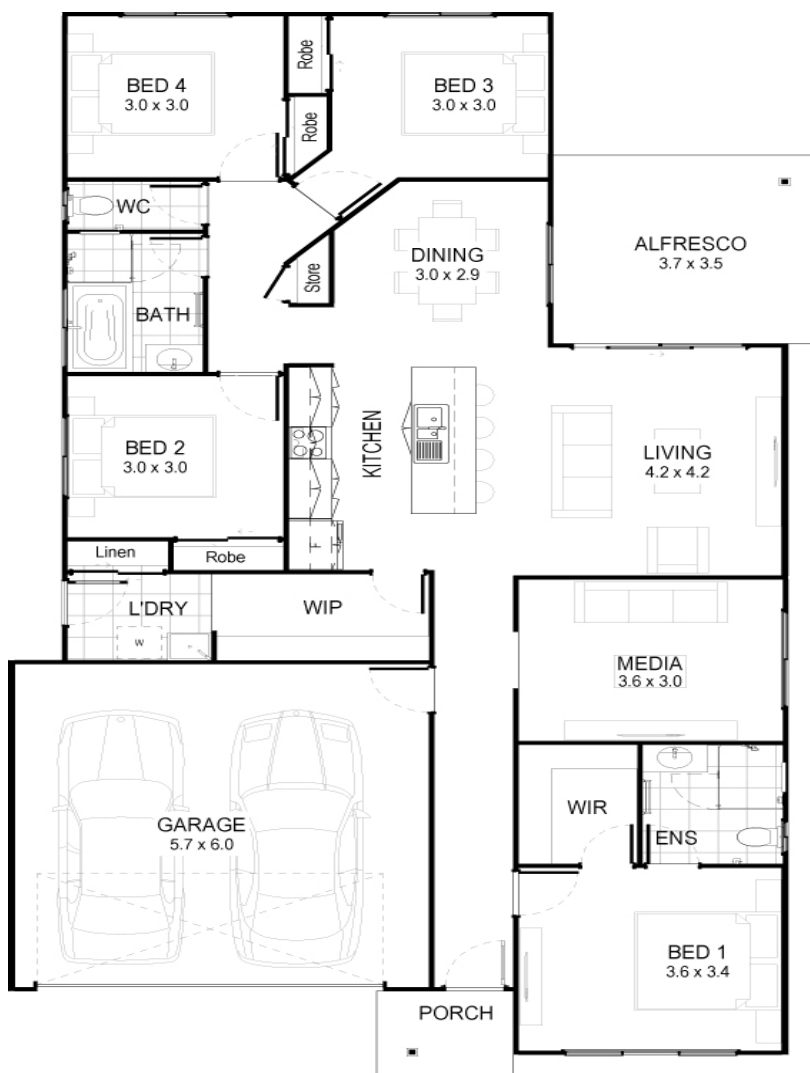 BED 4
3.0 x 3.0
Robe
BED 3
3.0 x 3.0
Robe
WC
DINING
3.0 x 2.9
ALFRESCO
3.7 x 3.5
Store
BATH
KITCHEN
BED 2
3.0 x 3.0
LIVING
4.2 x 4.2
F
Linen
Robe
L'DRY
WIP
W
MEDIA
3.6 x 3.0
WIR
ENS
GARAGE
5.7 x 6.0
BED 1
3.6 x 3.4
PORCH